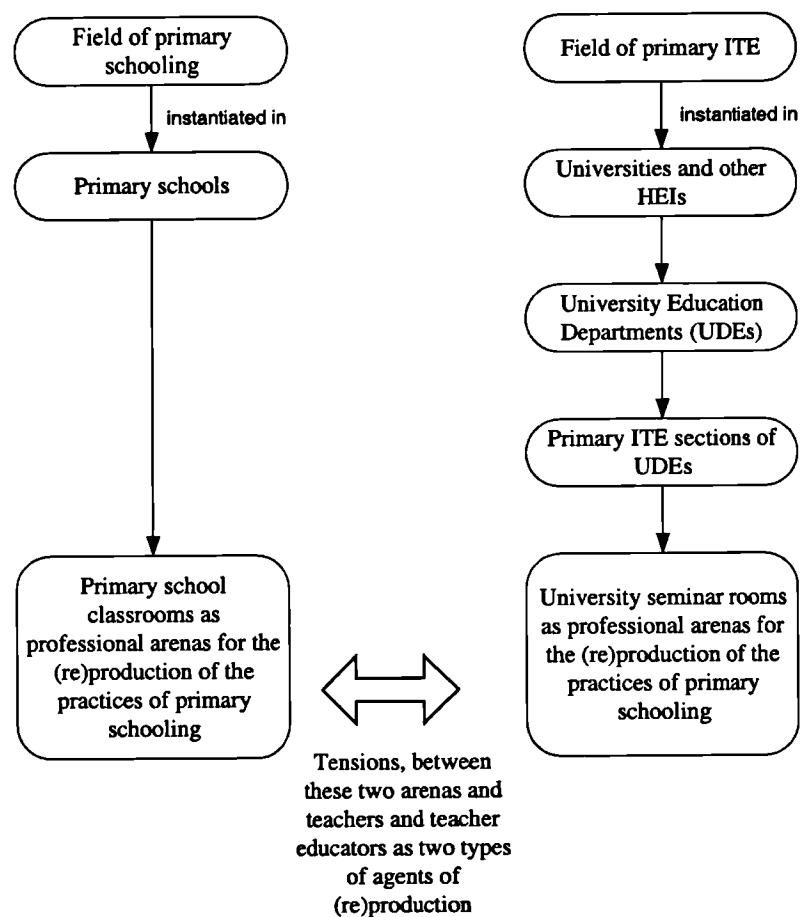 Field of primary
schooling
instantiated in
Primary schools
Primary school
classrooms as
professional arenas for the
(re)production of the
practices of primary
schooling
Field of primary ITE
instantiated in
Universities and other
HEIs
University Education
Departments (UDEs)
Primary ITE sections of
UDEs
University seminar rooms
as professional arenas for
the (re)production of the
practices of primary
schooling
Tensions, between
these two arenas and
teachers and teacher
educators as two types
of agents of
(re)production